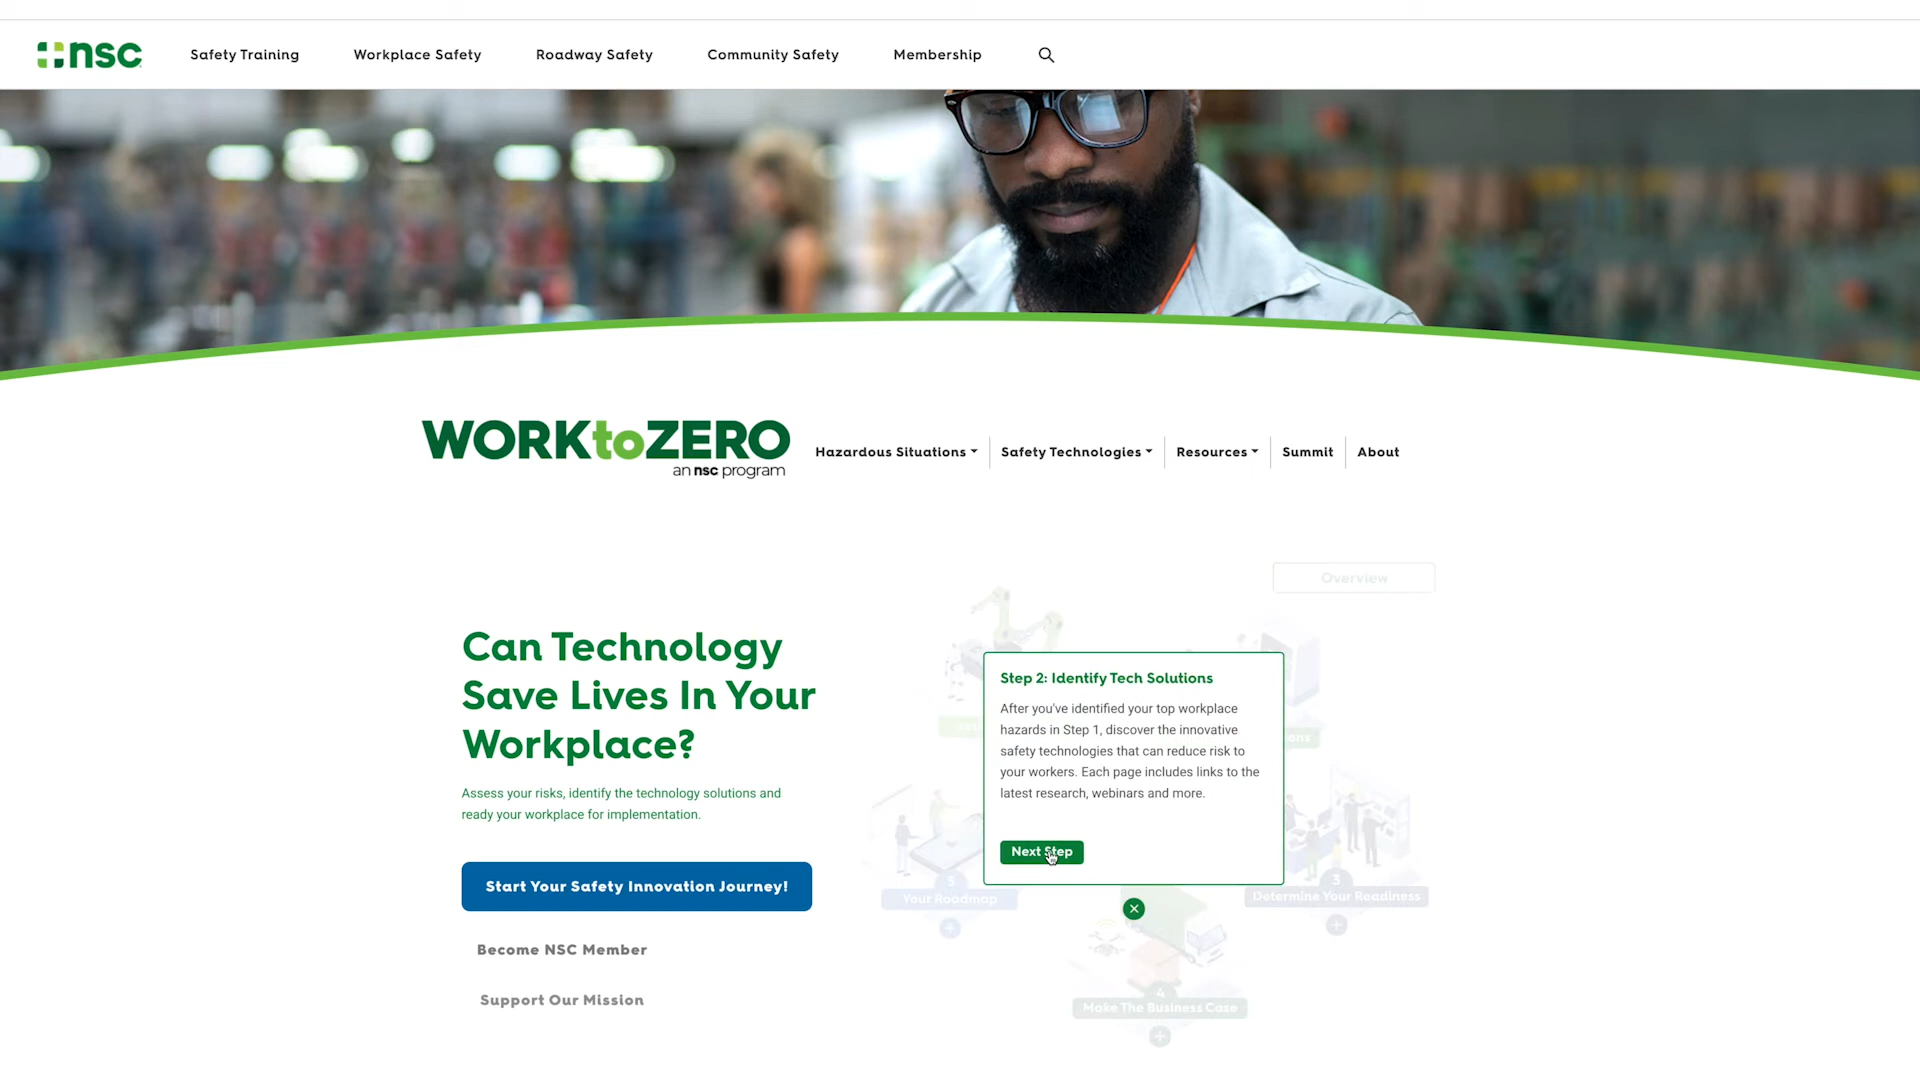 nsc
Safety Training
Workplace Safety
Roadway Safety
Community Safety
Membership
WORKtoZERO
an nsc program
Hazardous Situations
Safety Technologies
Resources
Summit
About
Overview
Can Technology
Save Lives In Your
Workplace?
Assess your risks, identify the technology solutions and
ready your workplace for implementation.
Start Your Safety Innovation Journey!
Become NSC Member
Support Our Mission
Step 2: Identify Tech Solutions
After you've identified your top workplace
hazards in Step 1, discover the innovative
safety technologies that can reduce risk to
your workers. Each page includes links to the
latest research, webinars and more.
Next Step
5
Your Roadmap
3
Determine Your Readiness
4
Make The Business Case